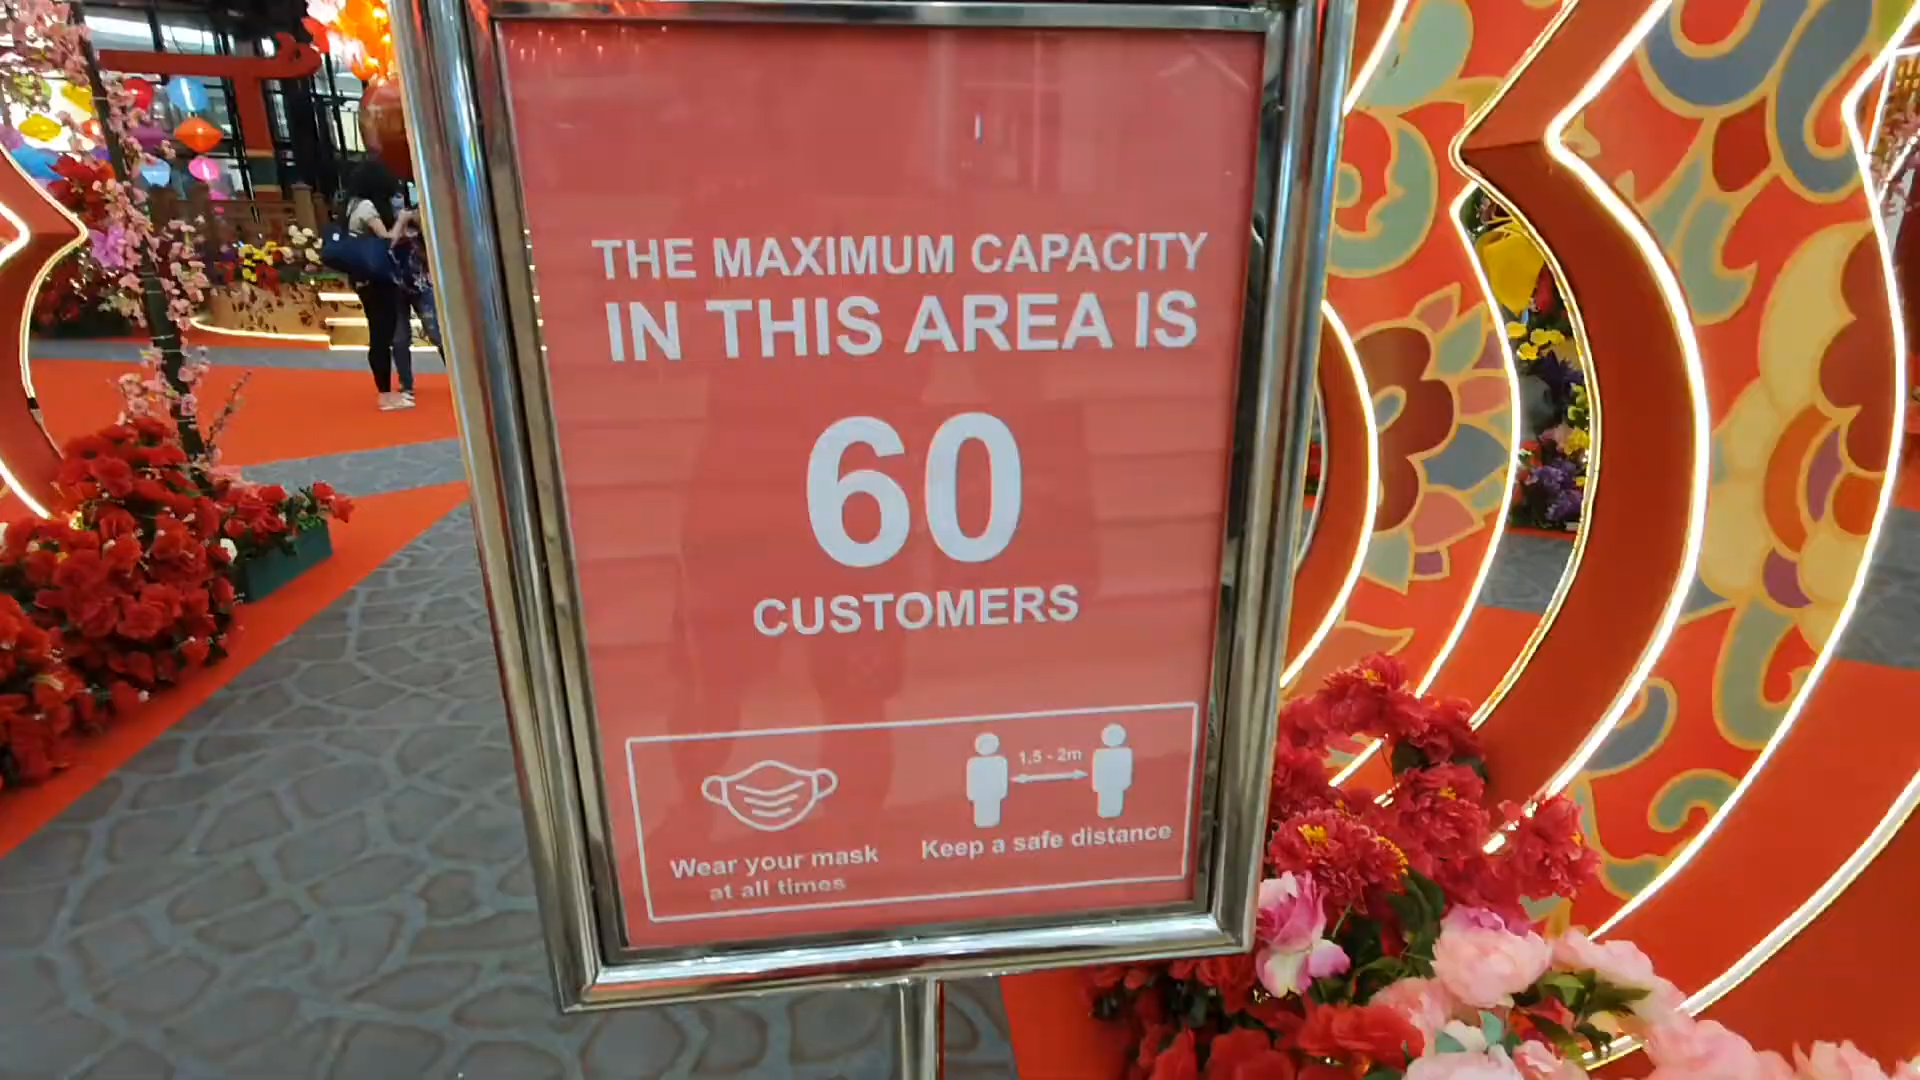 THE MAXIMUM CAPACITY
IN THIS AREA IS
60
CUSTOMERS
1.5 - 2m
Wear your mask
at all times
Keep a safe distance